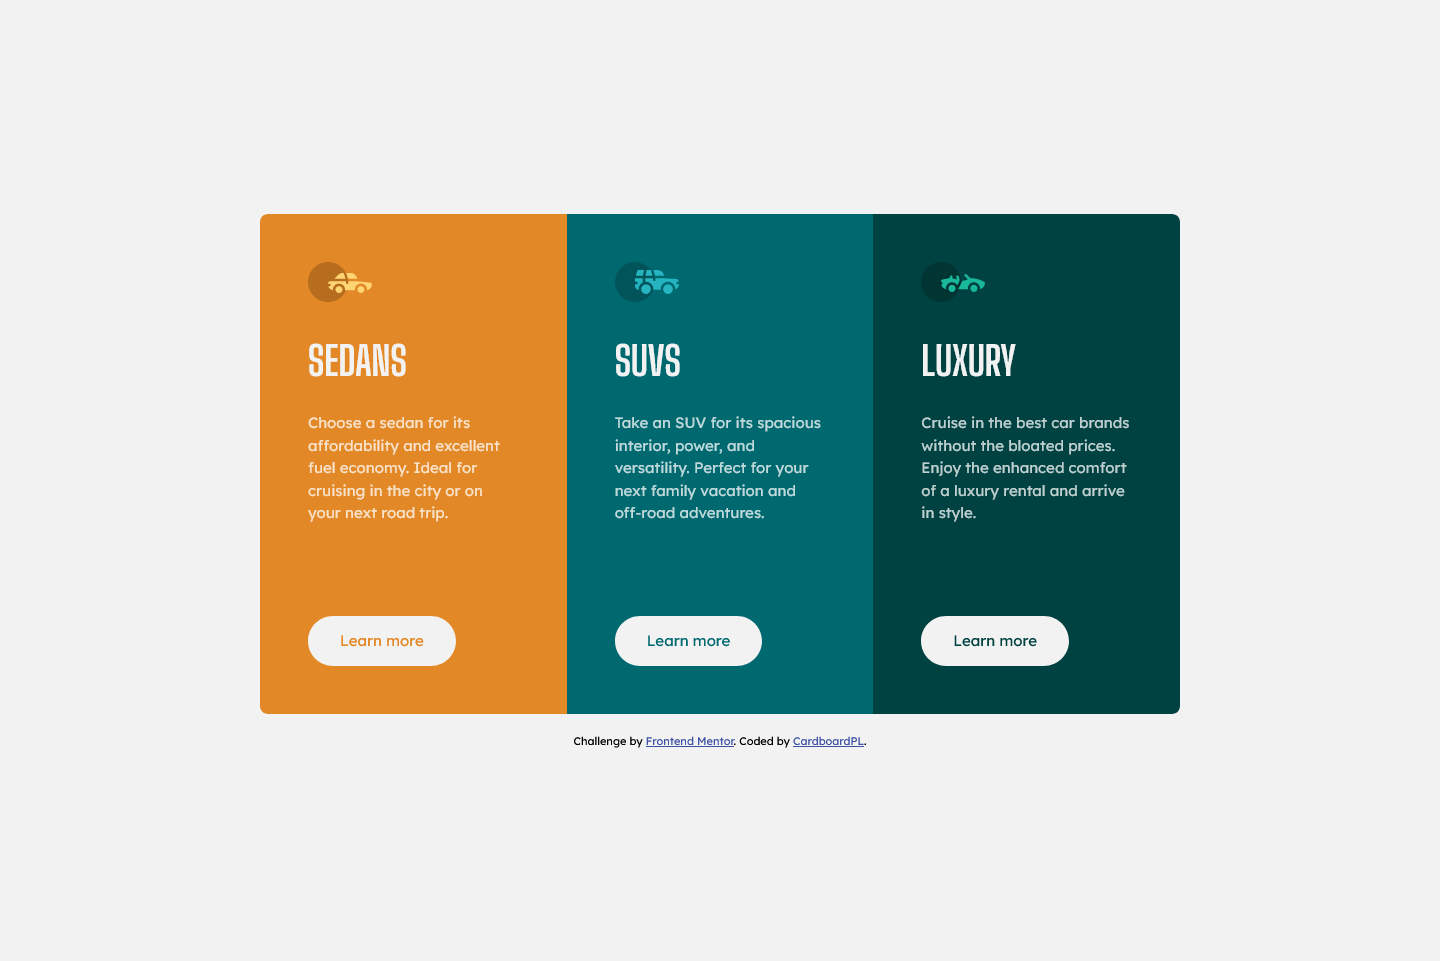 SEDANS
Choose a sedan for its
affordability and excellent
fuel economy. Ideal for
cruising in the city or on
your next road trip.
Learn more
SUVS
Take an SUV for its spacious
interior, power, and
versatility. Perfect for your
next family vacation and
off-road adventures.
Learn more
LUXURY
Cruise in the best car brands
without the bloated prices.
Enjoy the enhanced comfort
of a luxury rental and arrive
in style.
Learn more
Challenge by Frontend Mentor. Coded by CardboardPL.